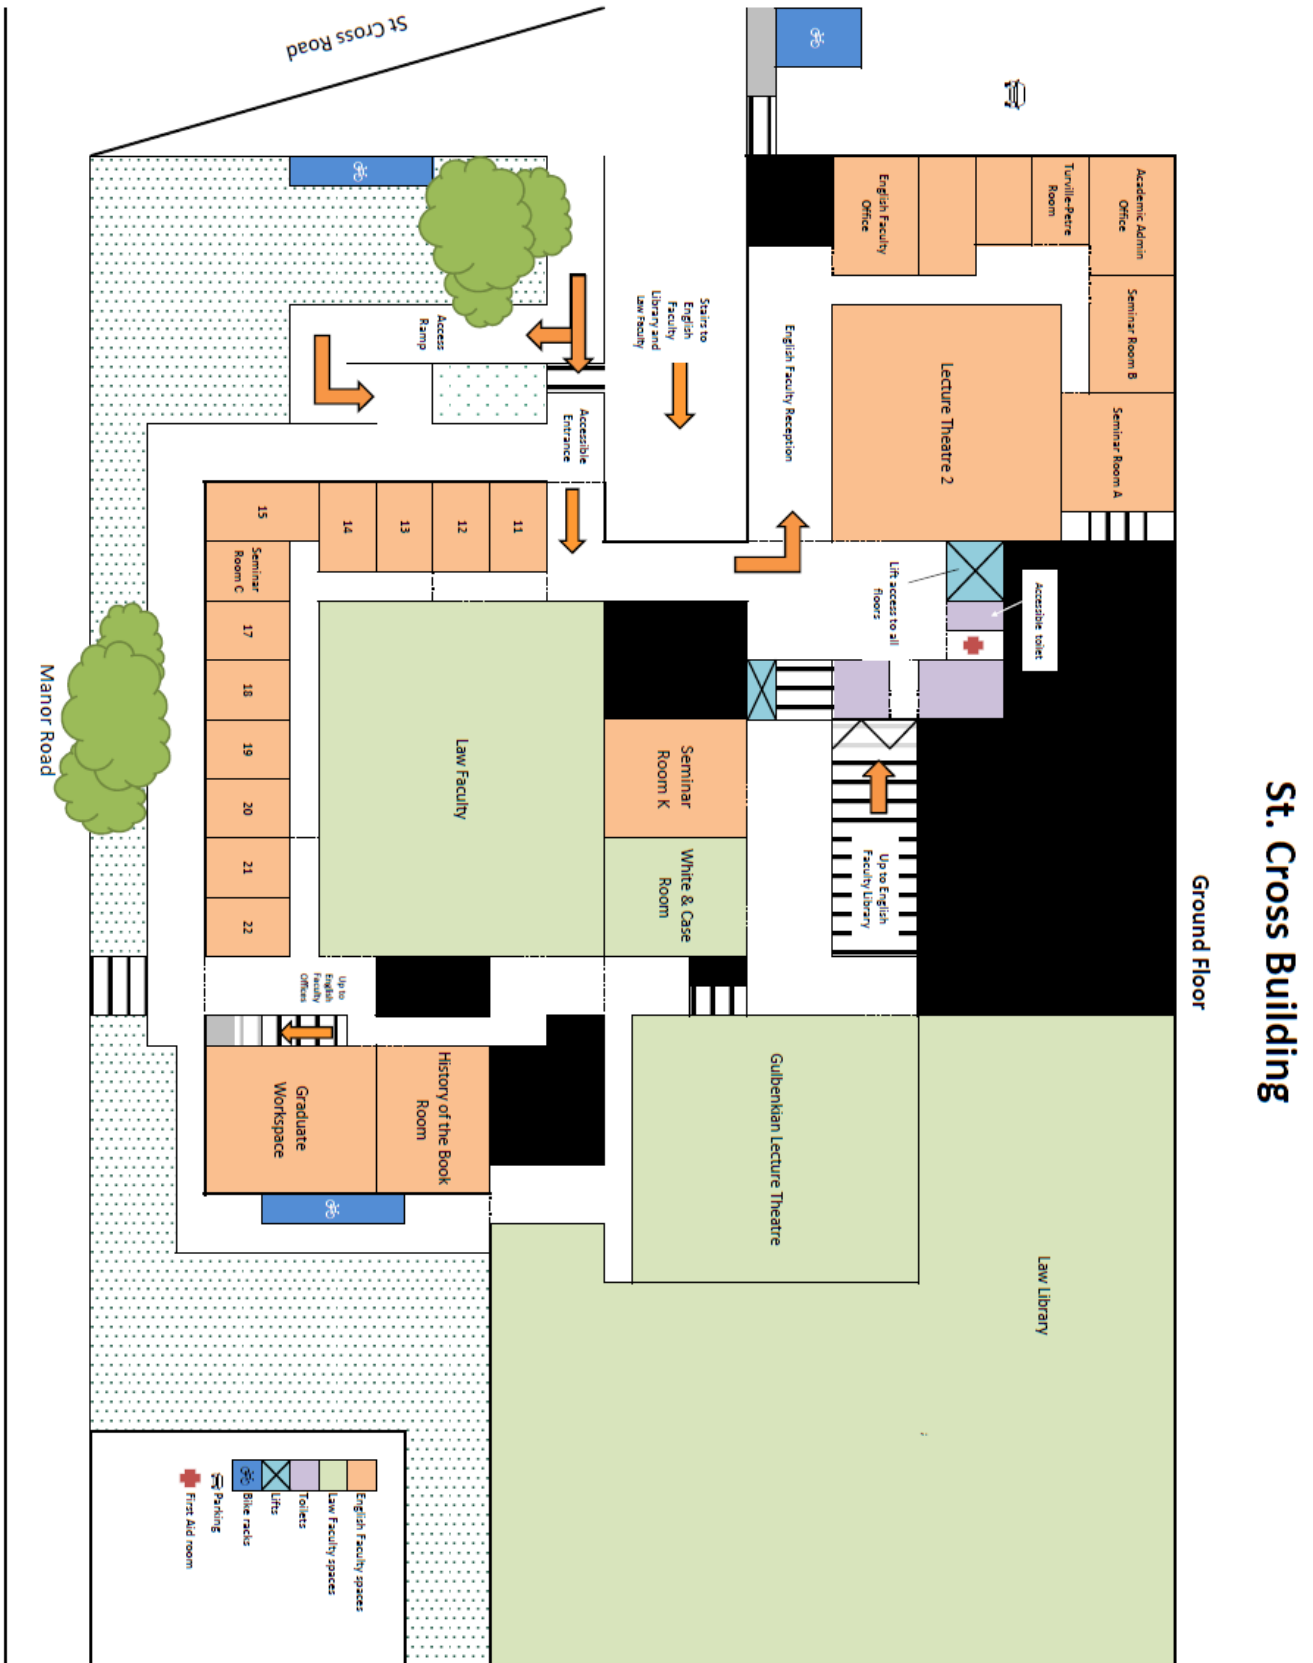 St. Cross Building
Ground Floor
St Cross Road
Academic Admin
Office
Turville-Petre
Room
English Faculty
Office
Seminar Room B
Seminar Room A
Lecture Theatre 2
English Faculty Reception
Stairs to
English
Faculty
Library and
Law Faculty
Access
Ramp
Accessible
Entrance
Lift access to all
floors
Accessible toilet
11
12
13
14
15
Seminar
Room C
17
18
19
20
21
22
Law Faculty
Seminar
Room K
White & Case
Room
Up to English
Faculty Library
Up to
English
Faculty
Offices
Graduate
Workspace
History of the Book
Room
Gulbenkian Lecture Theatre
Law Library
Manor Road
English Faculty spaces
Law Faculty spaces
Toilets
Lifts
Bike racks
Parking
First Aid room